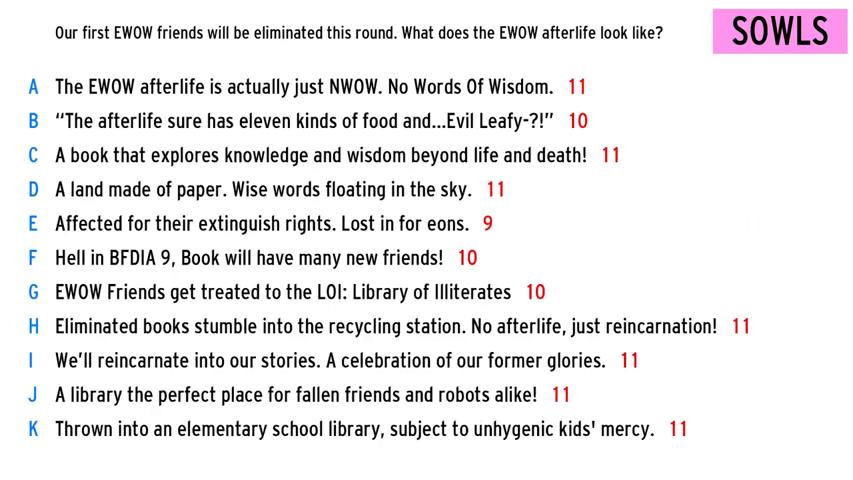 Our first EWOW friends will be eliminated this round. What does the EWOW afterlife look like?
SOWLS
A The EWOW afterlife is actually just NWOW. No Words Of Wisdom. 11
B “The afterlife sure has eleven kinds of food and...Evil Leafy-?!” 10
C A book that explores knowledge and wisdom beyond life and death! 11
D A land made of paper. Wise words floating in the sky. 11
E Affected for their extinguish rights. Lost in for eons. 9
F Hell in BFDIA 9, Book will have many new friends! 10
G EWOW Friends get treated to the LOI: Library of Illiterates 10
H Eliminated books stumble into the recycling station. No afterlife, just reincarnation! 11
I We'll reincarnate into our stories. A celebration of our former glories. 11
J A library the perfect place for fallen friends and robots alike! 11
K Thrown into an elementary school library, subject to unhygenic kids' mercy. 11